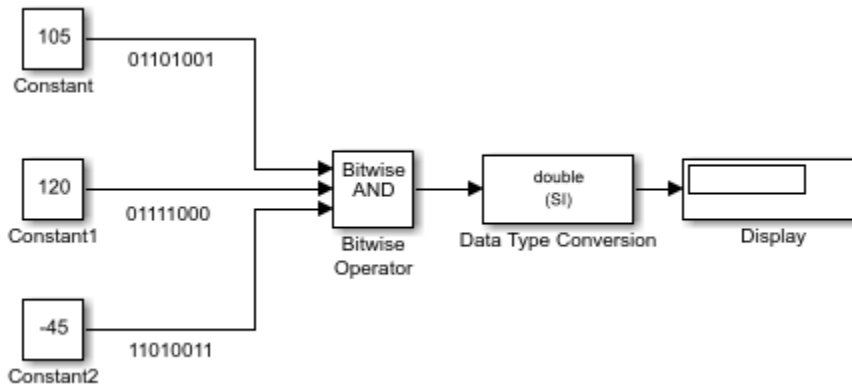 105
01101001
Constant
120
01111000
Constant1
-45
11010011
Constant2
Bitwise
AND
Bitwise
Operator
double
(SI)
Data Type Conversion
Display